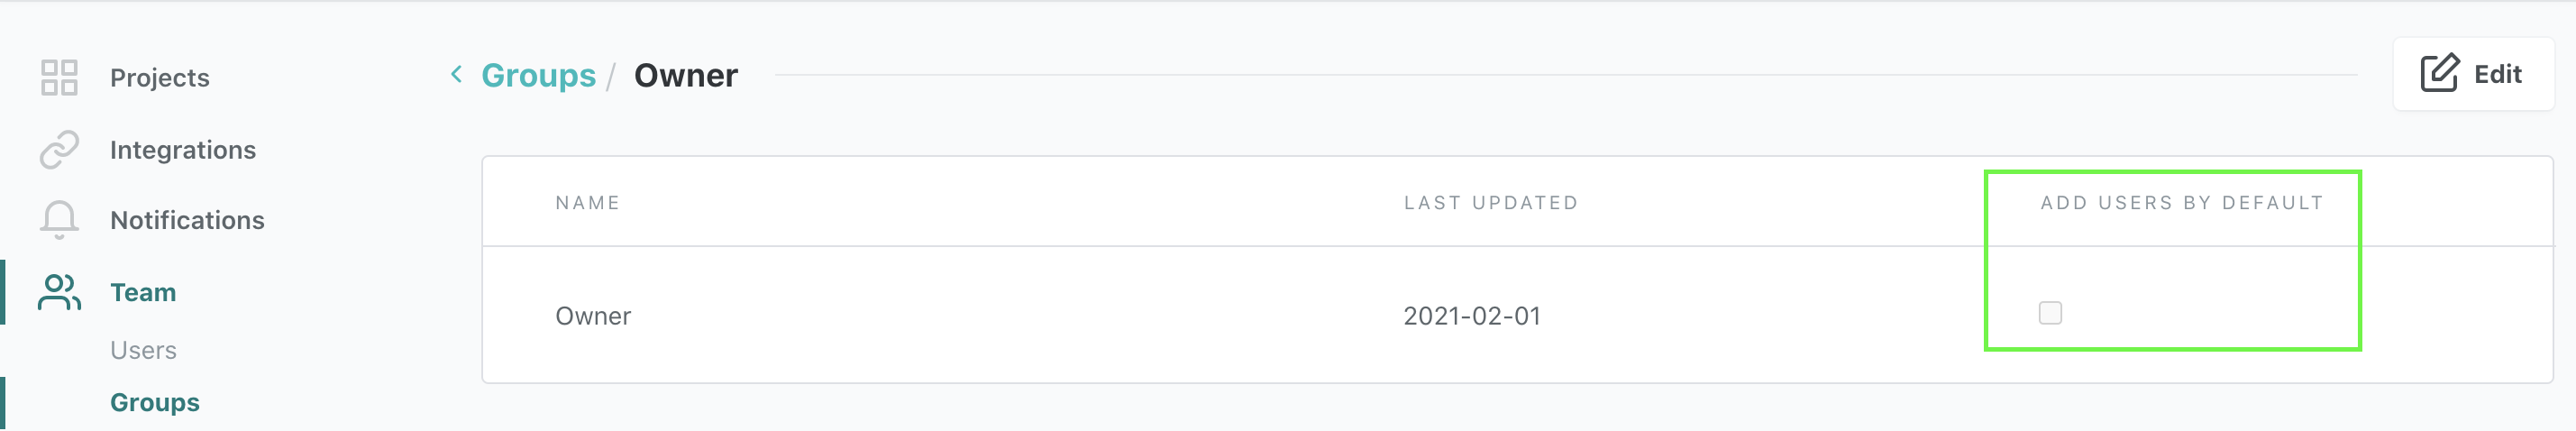 Projects
Integrations
Notifications
Team
Users
Groups
Groups / Owner
Edit
NAME LAST UPDATED ADD USERS BY DEFAULT
Owner 2021-02-01